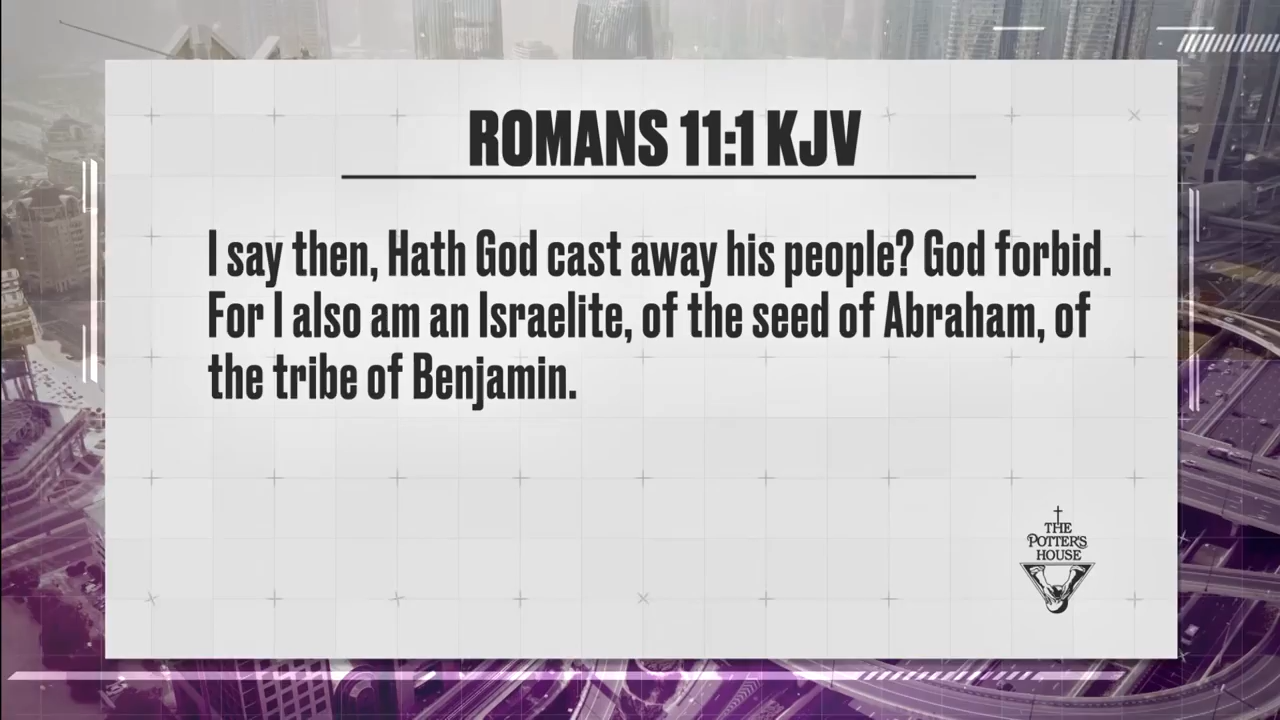 ROMANS 11:1 KJV
I say then, Hath God cast away his people? God forbid.
For I also am an Israelite, of the seed of Abraham, of
the tribe of Benjamin.
THE
POTTER'S
HOUSE